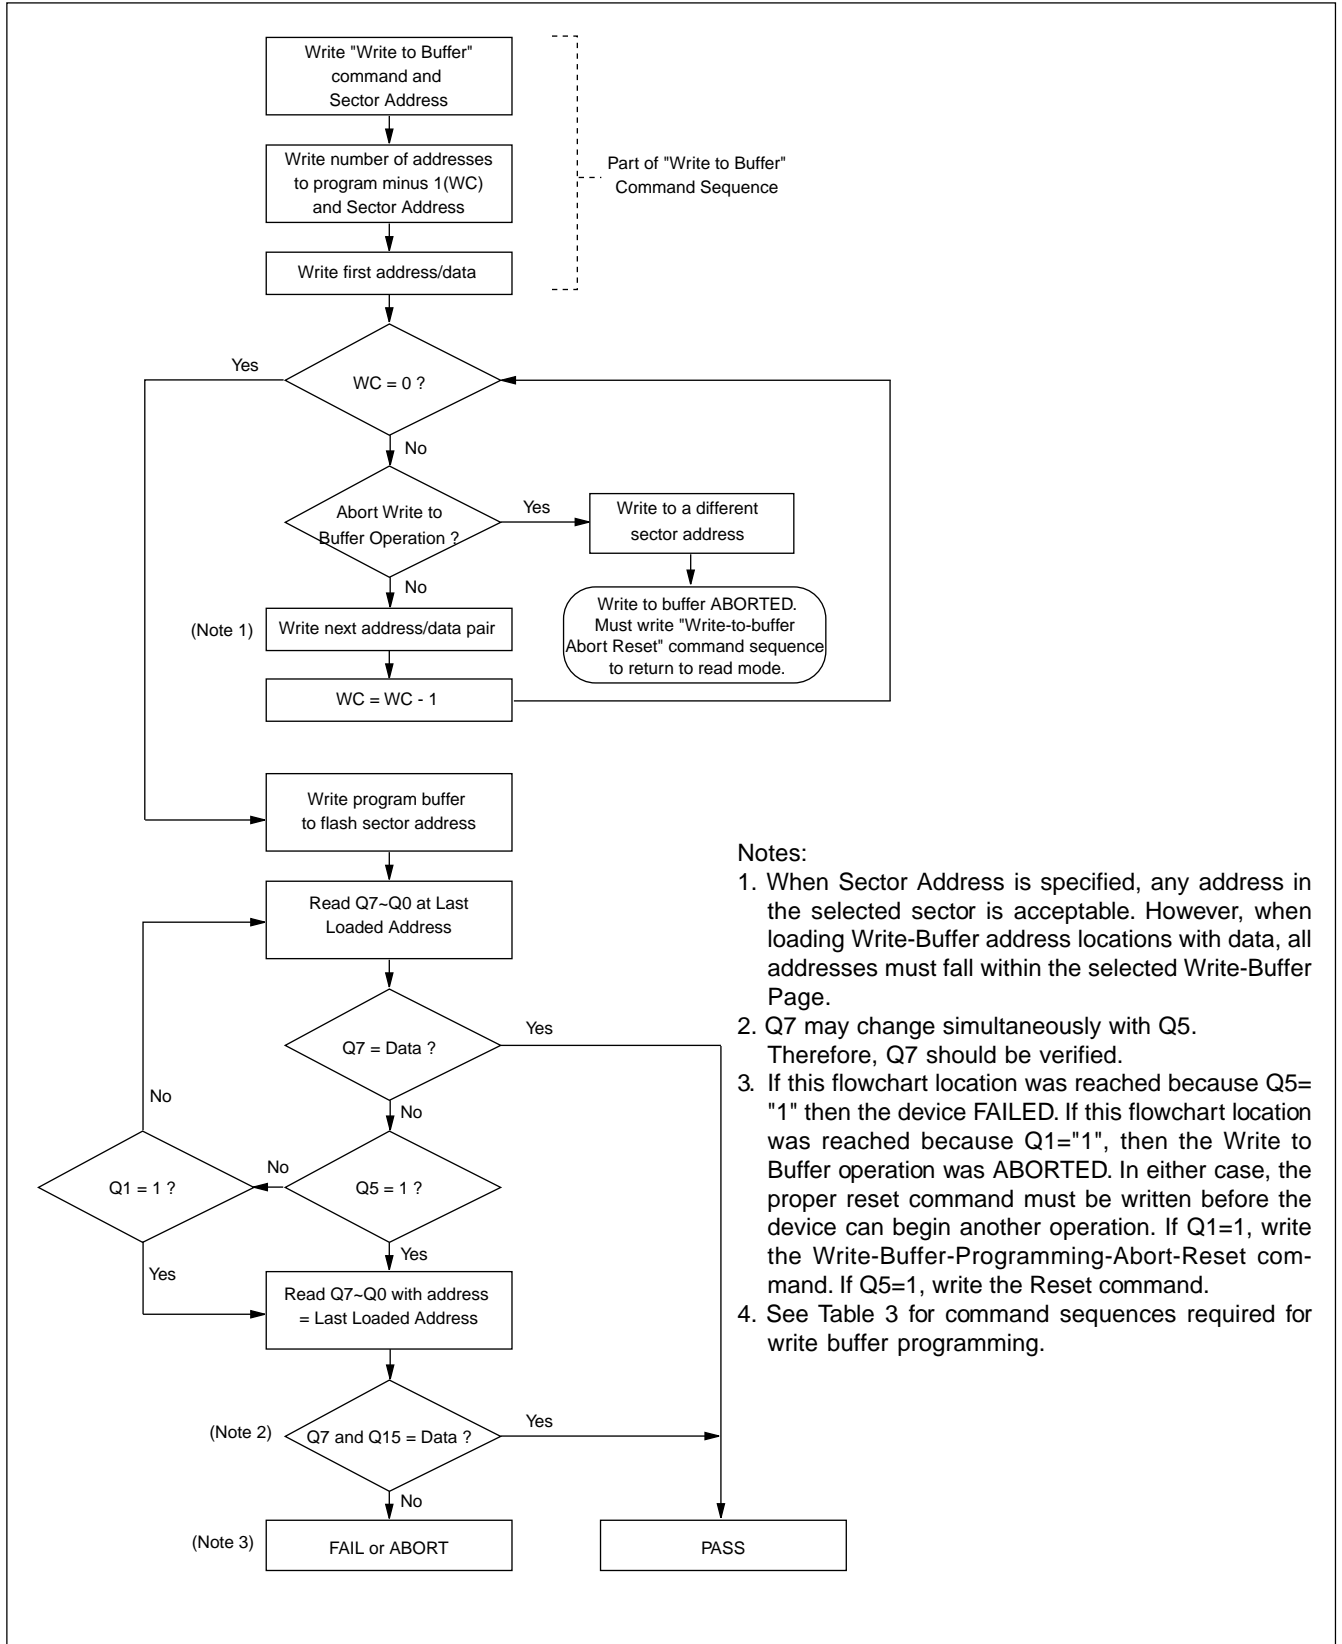 Write "Write to Buffer"
command and
Sector Address
Write number of addresses
to program minus 1(WC)
and Sector Address
Part of "Write to Buffer"
Command Sequence
Write first address/data
Yes
WC = 0 ?
No
Abort Write to
Buffer Operation ?
Yes
Write to a different
sector address
No
(Note 1)
Write next address/data pair
Write to buffer ABORTED.
Must write "Write-to-buffer
Abort Reset" command sequence
to return to read mode.
WC = WC - 1
Write program buffer
to flash sector address
Read Q7~Q0 at Last
Loaded Address
Q7 = Data ?
Yes
No
No
Q1 = 1 ?
No
Q5 = 1 ?
Yes
Yes
Read Q7~Q0 with address
= Last Loaded Address
(Note 2)
Q7 and Q15 = Data ?
Yes
No
(Note 3)
FAIL or ABORT
PASS
Notes:
1. When Sector Address is specified, any address in
the selected sector is acceptable. However, when
loading Write-Buffer address locations with data, all
addresses must fall within the selected Write-Buffer
Page.
2. Q7 may change simultaneously with Q5.
Therefore, Q7 should be verified.
3. If this flowchart location was reached because Q5=
"1" then the device FAILED. If this flowchart location
was reached because Q1="1", then the Write to
Buffer operation was ABORTED. In either case, the
proper reset command must be written before the
device can begin another operation. If Q1=1, write
the Write-Buffer-Programming-Abort-Reset com-
mand. If Q5=1, write the Reset command.
4. See Table 3 for command sequences required for
write buffer programming.